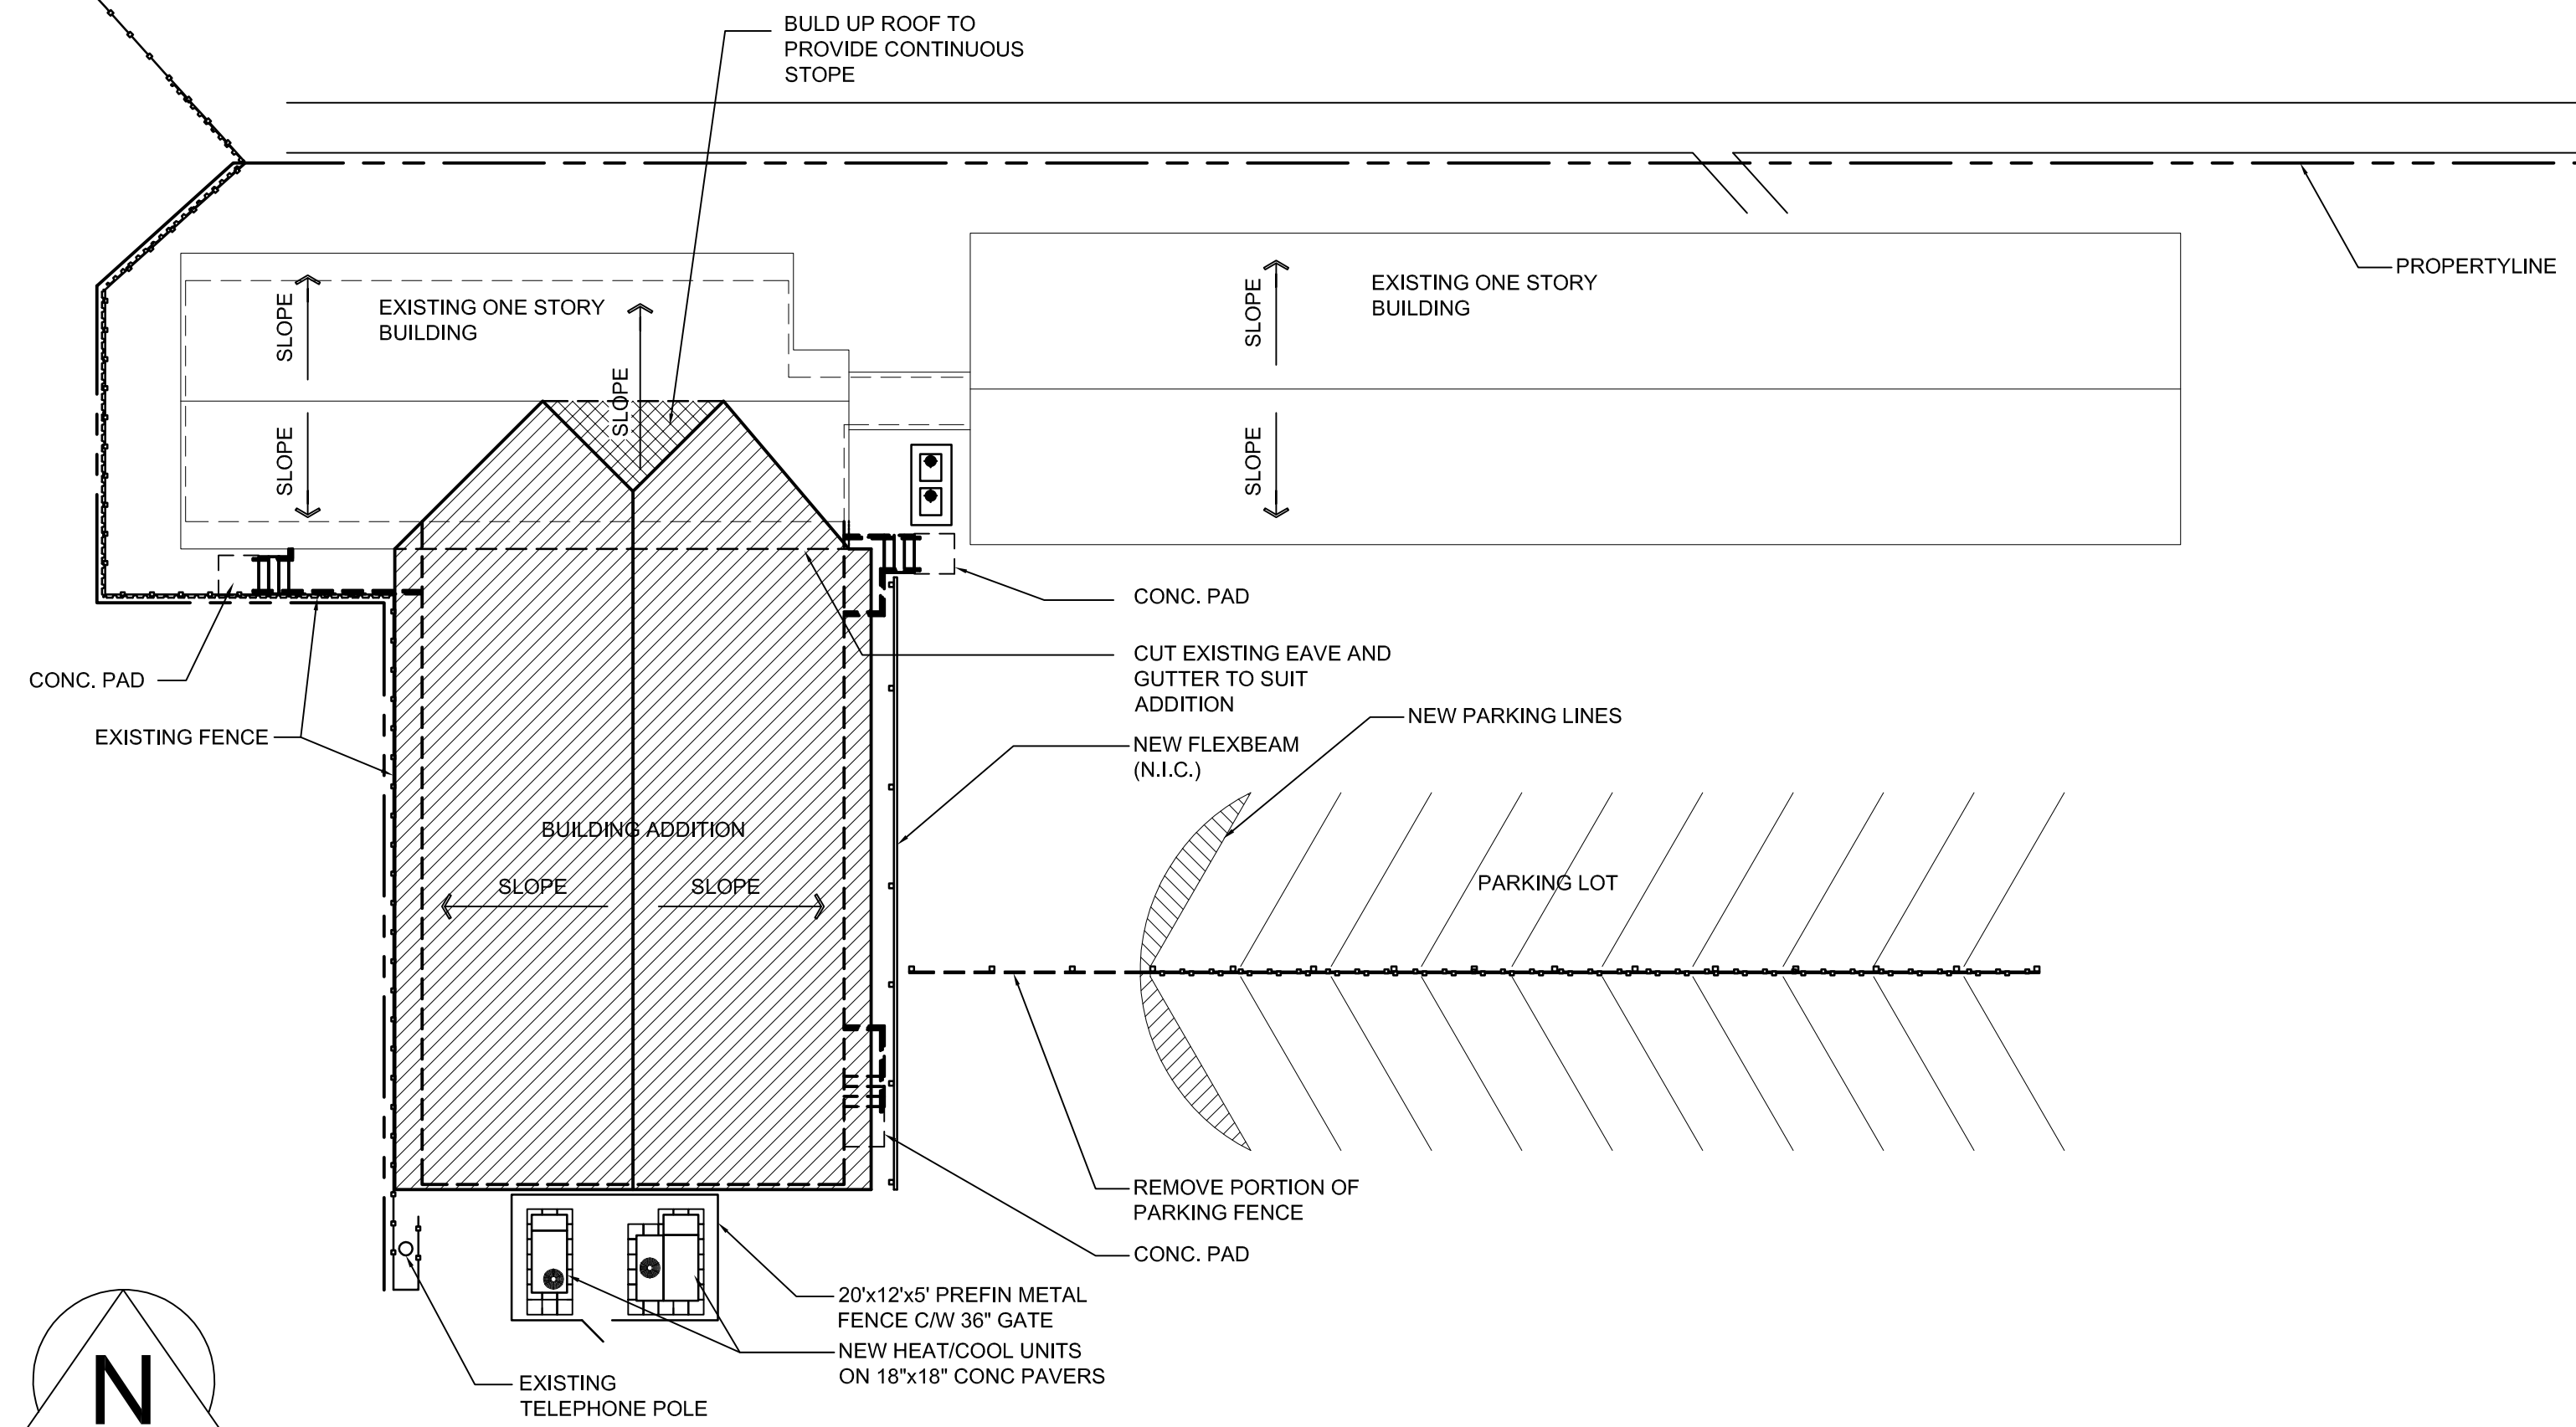 BULD UP ROOF TO
PROVIDE CONTINUOUS
STOPE
PROPERTYLINE
SLOPE
EXISTING ONE STORY
BUILDING
SLOPE
SLOPE
EXISTING ONE STORY
BUILDING
SLOPE
SLOPE
CONC. PAD
CUT EXISTING EAVE AND
GUTTER TO SUIT
ADDITION
CONC. PAD
EXISTING FENCE
NEW PARKING LINES
NEW FLEXBEAM
(N.I.C.)
BUILDING ADDITION
SLOPE
SLOPE
PARKING LOT
REMOVE PORTION OF
PARKING FENCE
CONC. PAD
20'x12'x5' PREFIN METAL
FENCE C/W 36" GATE
NEW HEAT/COOL UNITS
ON 18"x18" CONC PAVERS
EXISTING
TELEPHONE POLE
N